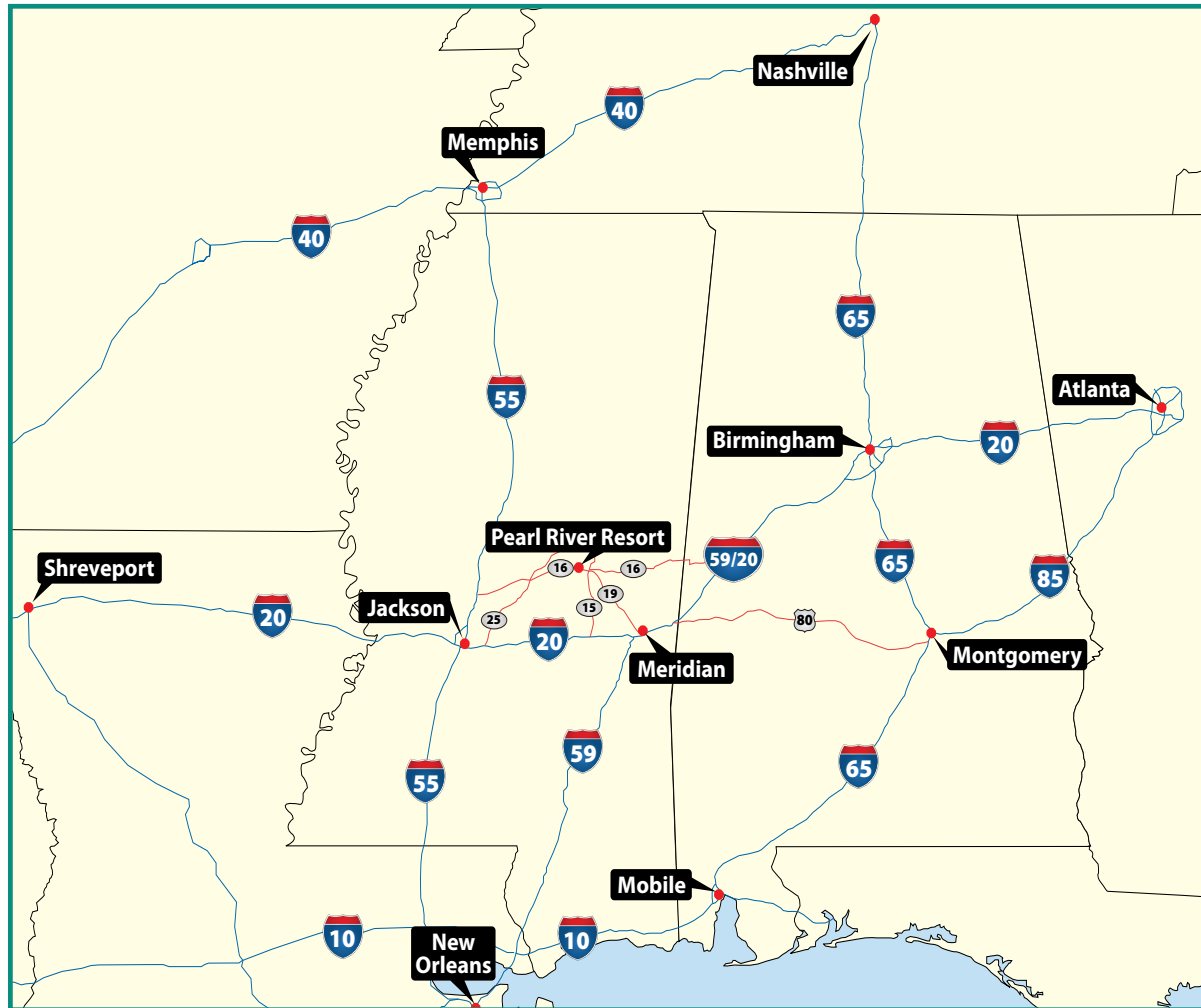 Nashville
40
Memphis
40
65
55
Atlanta
Birmingham
20
Pearl River Resort
59/20
16
16
65
Shreveport
85
19
15
Jackson
20
25
80
20
Montgomery
Meridian
59
65
55
Mobile
10
10
New
Orleans